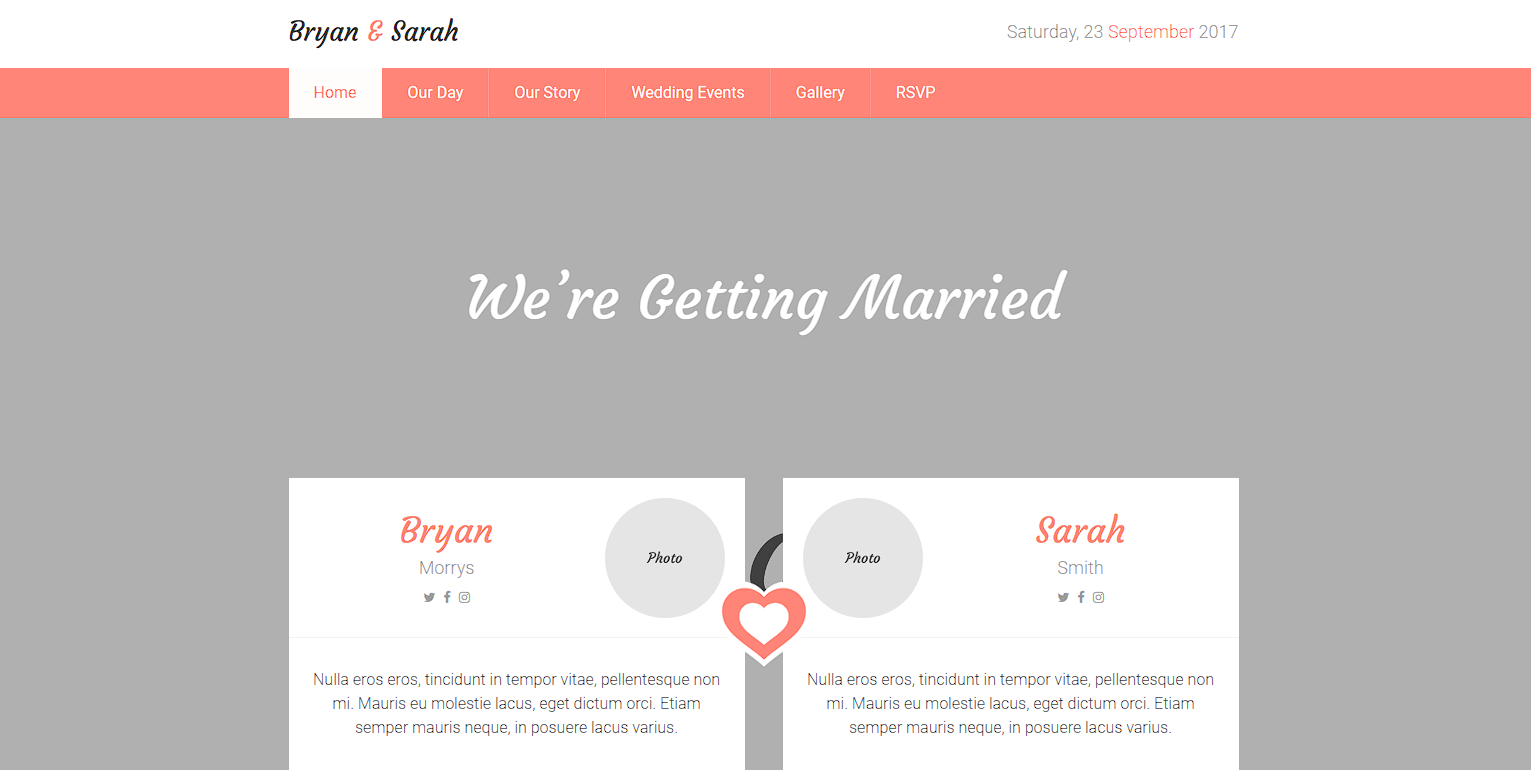 Bryan & Sarah
Saturday, 23 September 2017
Home
Our Day
Our Story
Wedding Events
Gallery
RSVP
We’re Getting Married
Bryan
Morrys
Photo
Photo
Sarah
Smith
Nulla eros eros, tincidunt in tempor vitae, pellentesque non
mi. Mauris eu molestie lacus, eget dictum orci. Etiam
semper mauris neque, in posuere lacus varius.
Nulla eros eros, tincidunt in tempor vitae, pellentesque non
mi. Mauris eu molestie lacus, eget dictum orci. Etiam
semper mauris neque, in posuere lacus varius.